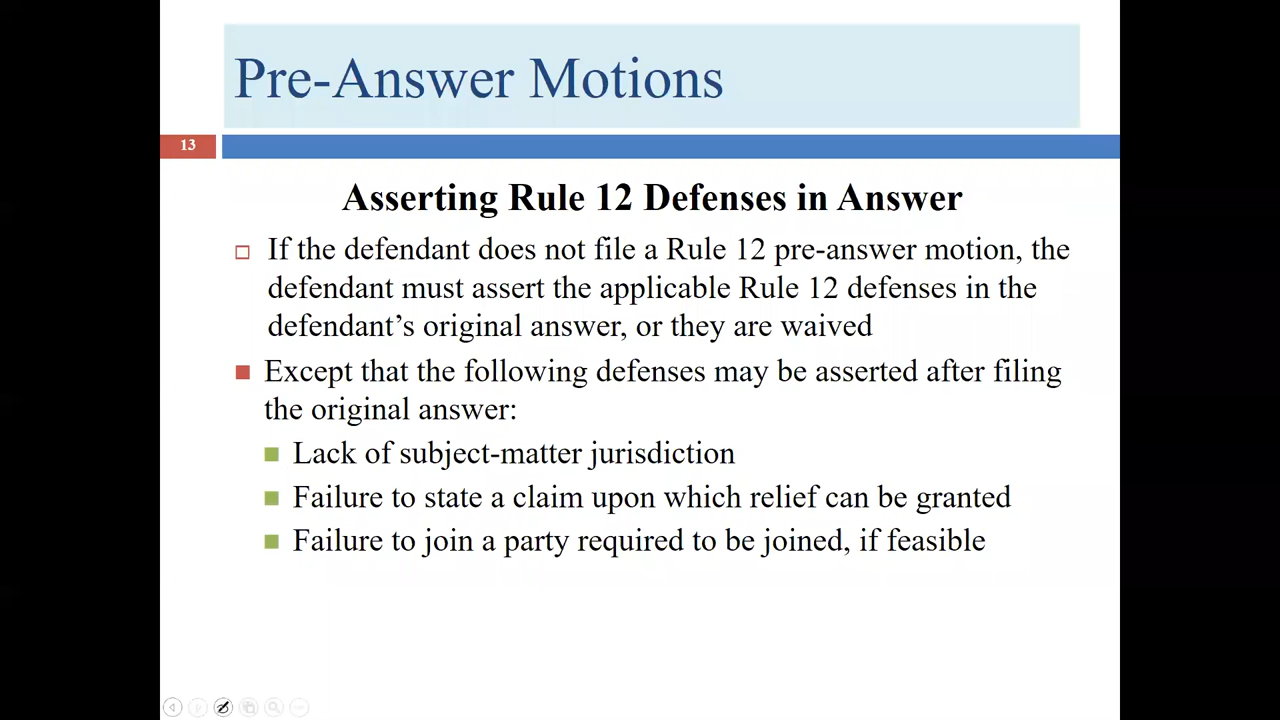 Pre-Answer Motions
13
Asserting Rule 12 Defenses in Answer
If the defendant does not file a Rule 12 pre-answer motion, the
defendant must assert the applicable Rule 12 defenses in the
defendant’s original answer, or they are waived
Except that the following defenses may be asserted after filing
the original answer:
Lack of subject-matter jurisdiction
Failure to state a claim upon which relief can be granted
Failure to join a party required to be joined, if feasible